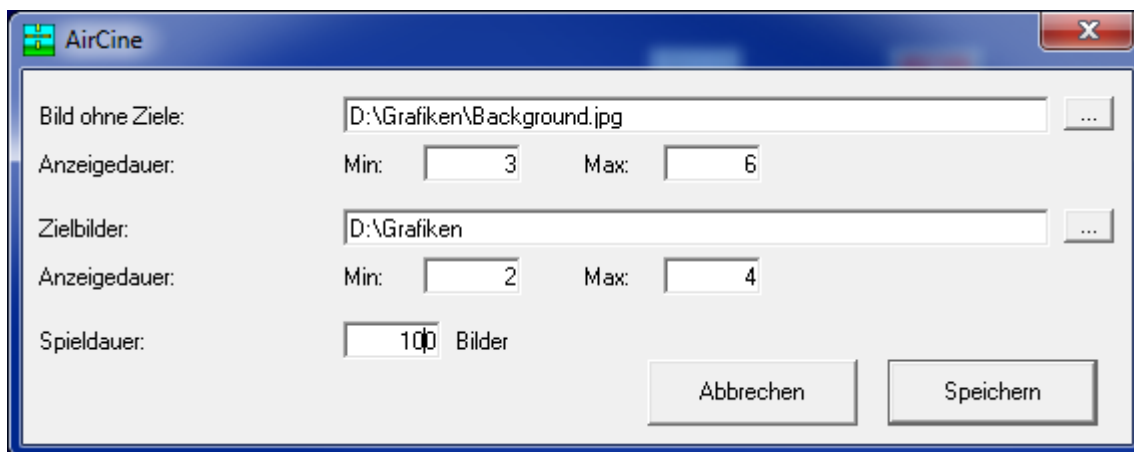 AirCine
Bild ohne Ziele: D:\Grafiken\Background.jpg ...
Anzeigedauer: Min: 3 Max: 6
Zielbilder: D:\Grafiken ...
Anzeigedauer: Min: 2 Max: 4
Spieldauer: 100 Bilder
Abbrechen Speichern